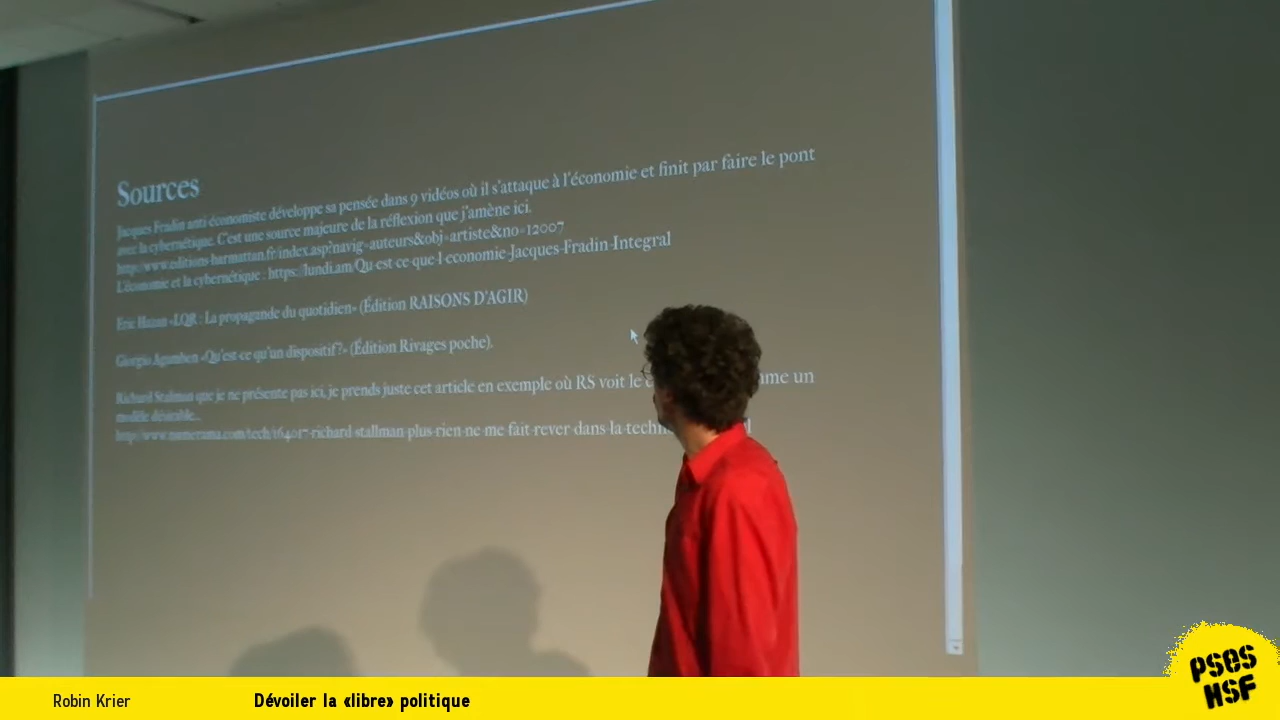 Sources
Jacques Fradin anti économiste développe sa pensée dans 9 vidéos où il s'attaque à l'économie et finit par faire le pont
avec la cybernétique. C'est une source majeure de la réflexion que j'amène ici.
http://www.editions-harmattan.fr/index.asp?navig=auteurs&obj=artiste&no=12007
L'économie et la cybernétique : https://lundi.am/Qu-est-ce-que-l-economie-Jacques-Fradin-Integral
Eric Hazan «LQR : La propagande du quotidien» (Édition RAISONS D'AGIR)
Giorgio Agamben «Qu'est-ce qu'un dispositif?» (Édition Rivages poche).
Richard Stalman que je ne présente pas ici, je prends juste cet article en exemple où RS voit le un
modèle désirable...
http://www.numerama.com/tech/164017-richard-stallman-plus-rien-ne-me-fait-rever-dans-la-techn
Robin Krier
Dévoiler la «libre» politique
PSES
HSF